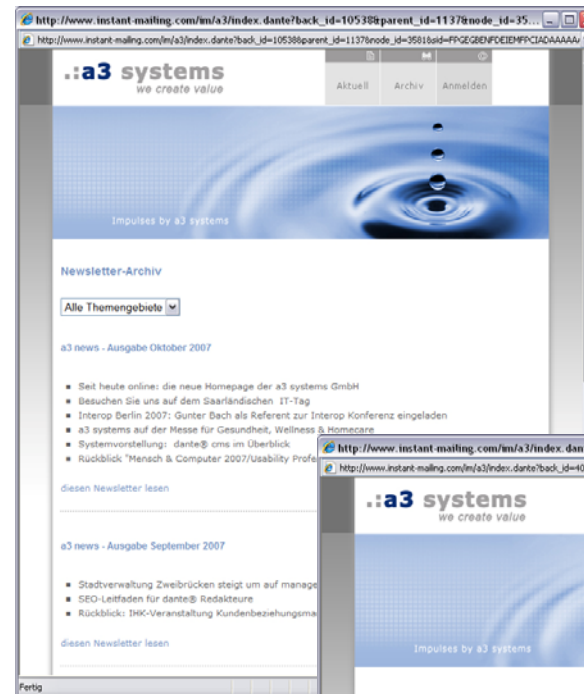 http://www.instant-mailing.com/im/a3/index.dante?back_id=10538&parent_id=1137&node_id=35...
http://www.instant-mailing.com/im/a3/index.dante?back_id=10538&parent_id=1137&node_id=3581&sid=
.:a3 systems
we create value
Aktuell Archiv Anmelden
Impulses by a3 systems
Newsletter-Archiv
Alle Themengebiete
a3 news - Ausgabe Oktober 2007
Seit heute online: die neue Homepage der a3 systems GmbH
Besuchen Sie uns auf dem Saarländischen IT-Tag
Interop Berlin 2007: Gunter Bach als Referent zur Interop Konferenz eingeladen
a3 systems auf der Messe für Gesundheit, Wellness & Homecare
Systemvorstellung: dante® cms im Überblick
Rückblick "Mensch & Computer 2007/Usability Profe
diesen Newsletter lesen
a3 news - Ausgabe September 2007
Stadtverwaltung Zweibrücken steigt um auf manage
SEO-Leitfaden für dante® Redakteure
Rückblick: IHK-Veranstaltung Kundenbeziehungsma
diesen Newsletter lesen
Fertig
http://www.instant-mailing.com/im/a3/index.dan
http://www.instant-mailing.com/im/a3/index.dante?back_id=40
.:a3 systems
we create value
Impulses by a3 systems